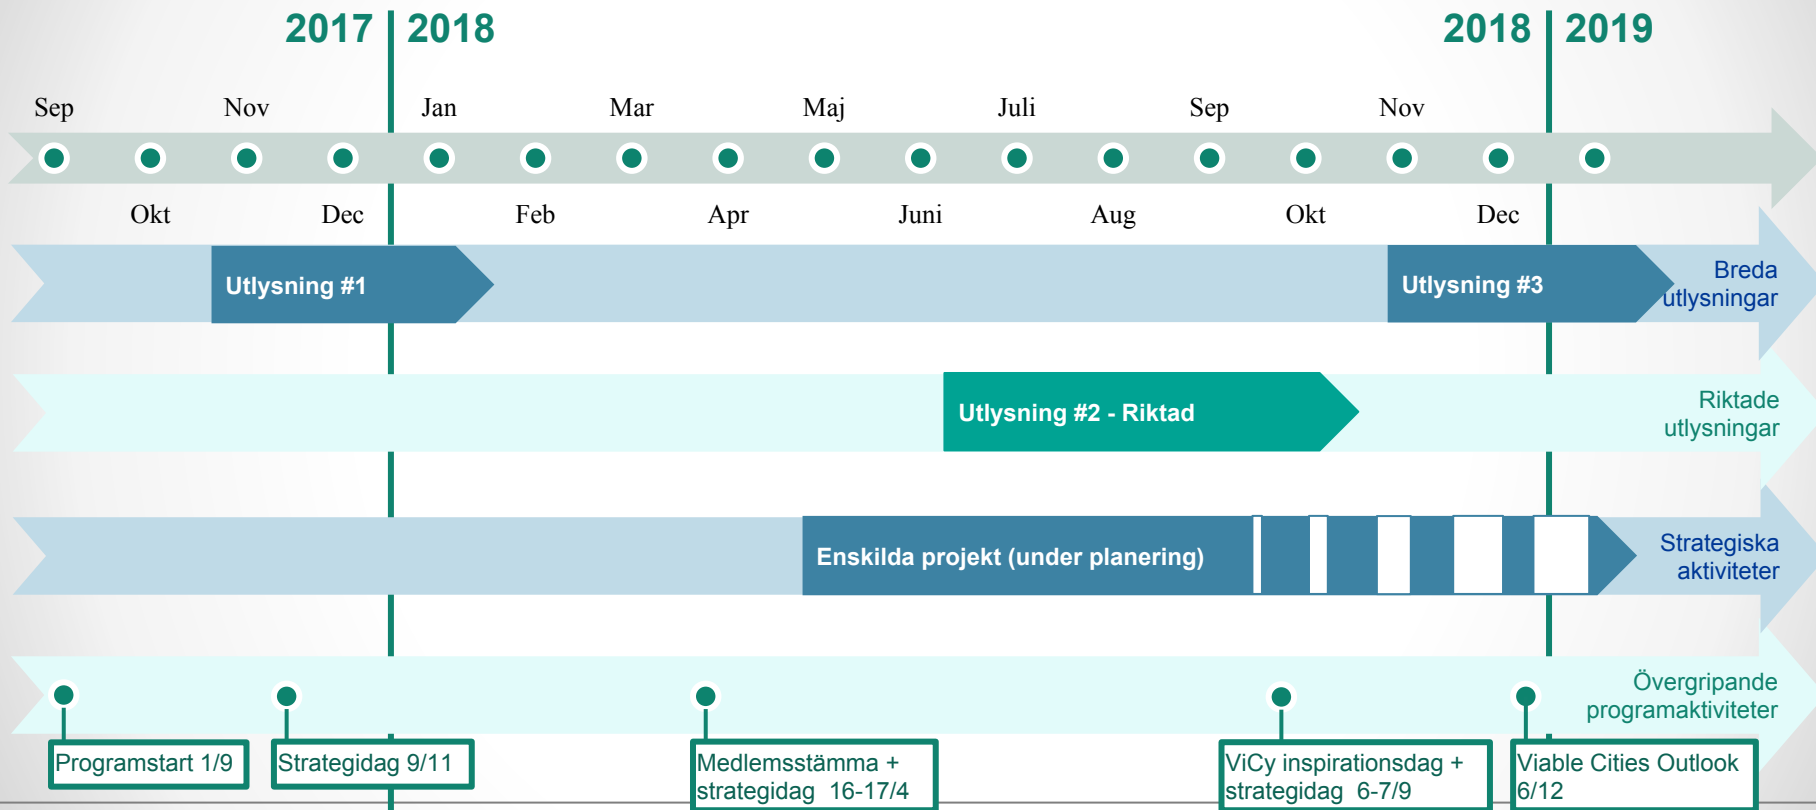 2017 2018 2018 2019
Sep Nov Jan Mar Maj Juli Sep Nov
Okt Dec Feb Apr Juni Aug Okt Dec
Utlysning #1
Utlysning #3
Breda
utlysningar
Utlysning #2 - Riktad
Riktade
utlysningar
Enskilda projekt (under planering)
Strategiska
aktiviteter
Övergripande
programaktiviteter
Programstart 1/9
Strategidag 9/11
Medlemsstämma +
strategidag 16-17/4
ViCy inspirationsdag +
strategidag 6-7/9
Viable Cities Outlook
6/12